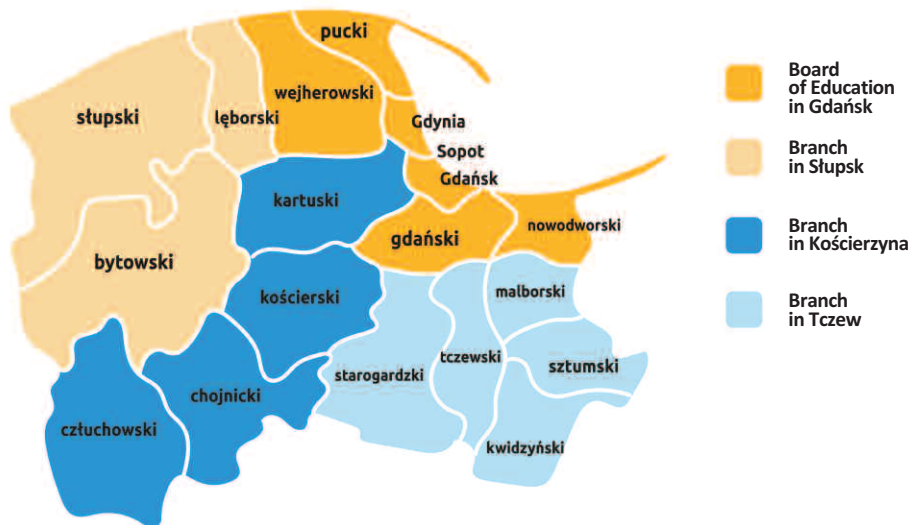 pucki
wejherowski
słupski
lęborski
Gdynia
Sopot
Gdańsk
kartuski
nowodworski
gdański
bytowski
kościerski
malborski
tczewski
sztumski
starogardzki
chojnicki
człuchowski
kwidzyński
Board
of Education
in Gdańsk
Branch
in Słupsk
Branch
in Kościerzyna
Branch
in Tczew